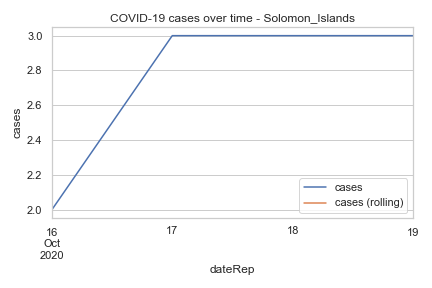 COVID-19 cases over time - Solomon_Islands
cases
3.0
2.8
2.6
2.4
2.2
2.0
cases
cases (rolling)
16 17 18 19
Oct
2020
dateRep